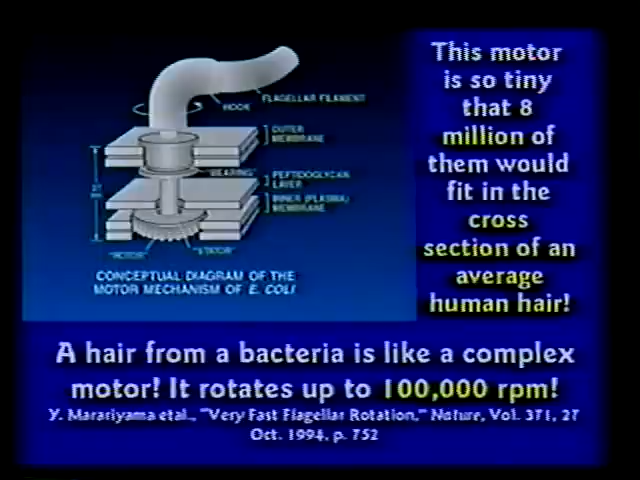 This motor
is so tiny
that 8
million of
them would
fit in the
cross
section of an
average
human hair!
FLAGELLAR FILAMENT
HOOK
OUTER
MEMBRANE
"BEARING"
PEPTIDOGLYCAN
LAYER
INNER (PLASMA)
MEMBRANE
"ROTOR"
"STATOR"
CONCEPTUAL DIAGRAM OF THE
MOTOR MECHANISM OF E. COLI
A hair from a bacteria is like a complex
motor! It rotates up to 100,000 rpm!
Y. Marariyama etal., "Very Fast Flagellar Rotation," Nature, Vol. 371, 27
Oct. 1994, p. 752